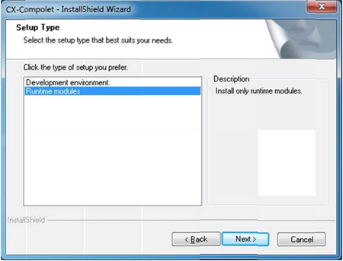 CX-Compolet - InstallShield Wizard
Setup Type
Select the setup type that best suits your needs.
Click the type of setup you prefer.
Development environment.
Runtime modules
Description
Install only runtime modules.
InstallShield
< Back
Next >
Cancel